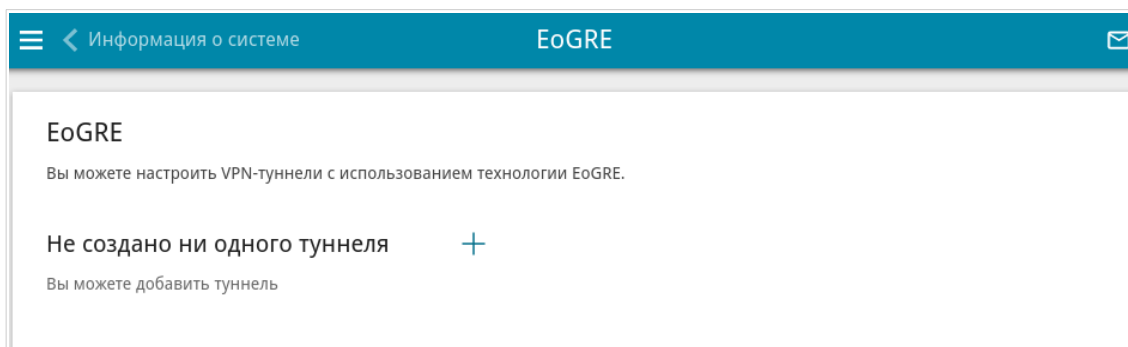 Информация о системе
EoGRE
EoGRE
Вы можете настроить VPN-туннели с использованием технологии EoGRE.
Не создано ни одного туннеля
Вы можете добавить туннель